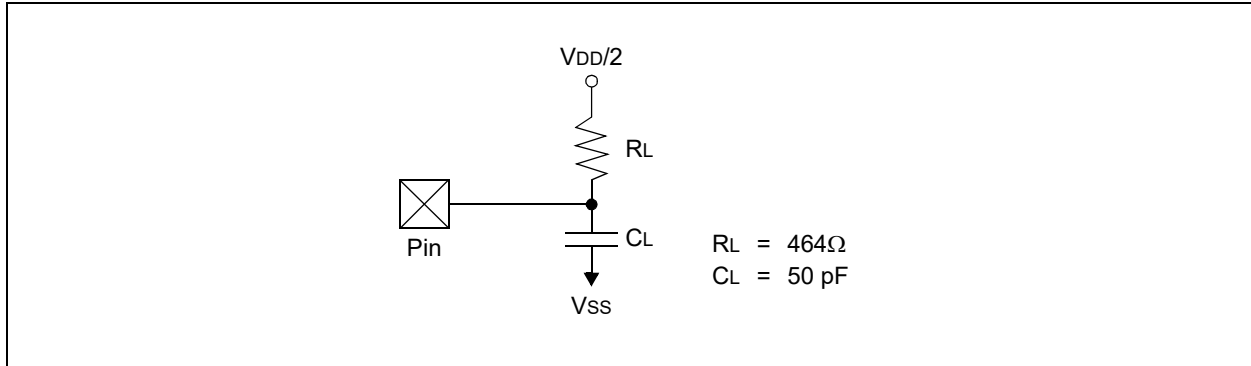 VDD/2
RL
Pin
CL
VSS
RL = 464Ω
CL = 50 pF